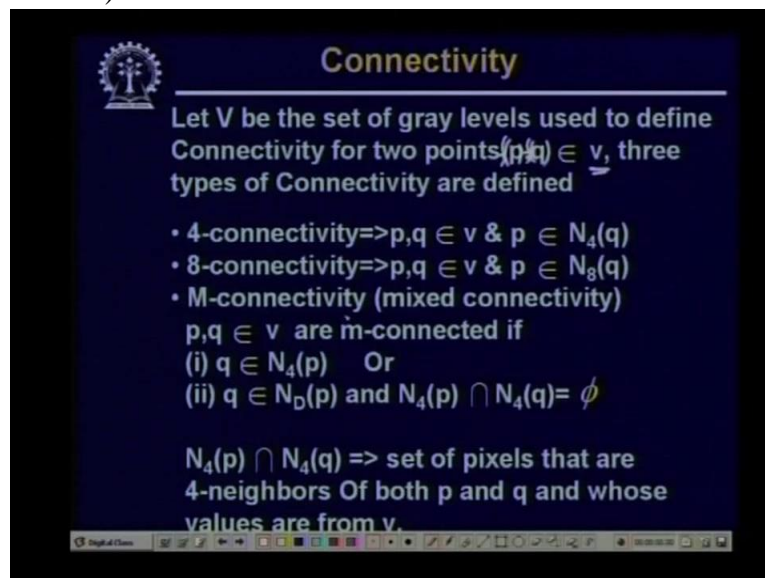 Connectivity
Let V be the set of gray levels used to define
Connectivity for two points (p,q) ∈ v, three
types of Connectivity are defined
• 4-connectivity=>p,q ∈ v & p ∈ N₄(q)
• 8-connectivity=>p,q ∈ v & p ∈ N₈(q)
• M-connectivity (mixed connectivity)
p,q ∈ v are m-connected if
(i) q ∈ N₄(p) Or
(ii) q ∈ N_D(p) and N₄(p) ∩ N₄(q)= ϕ
N₄(p) ∩ N₄(q) => set of pixels that are
4-neighbors Of both p and q and whose
values are from v.